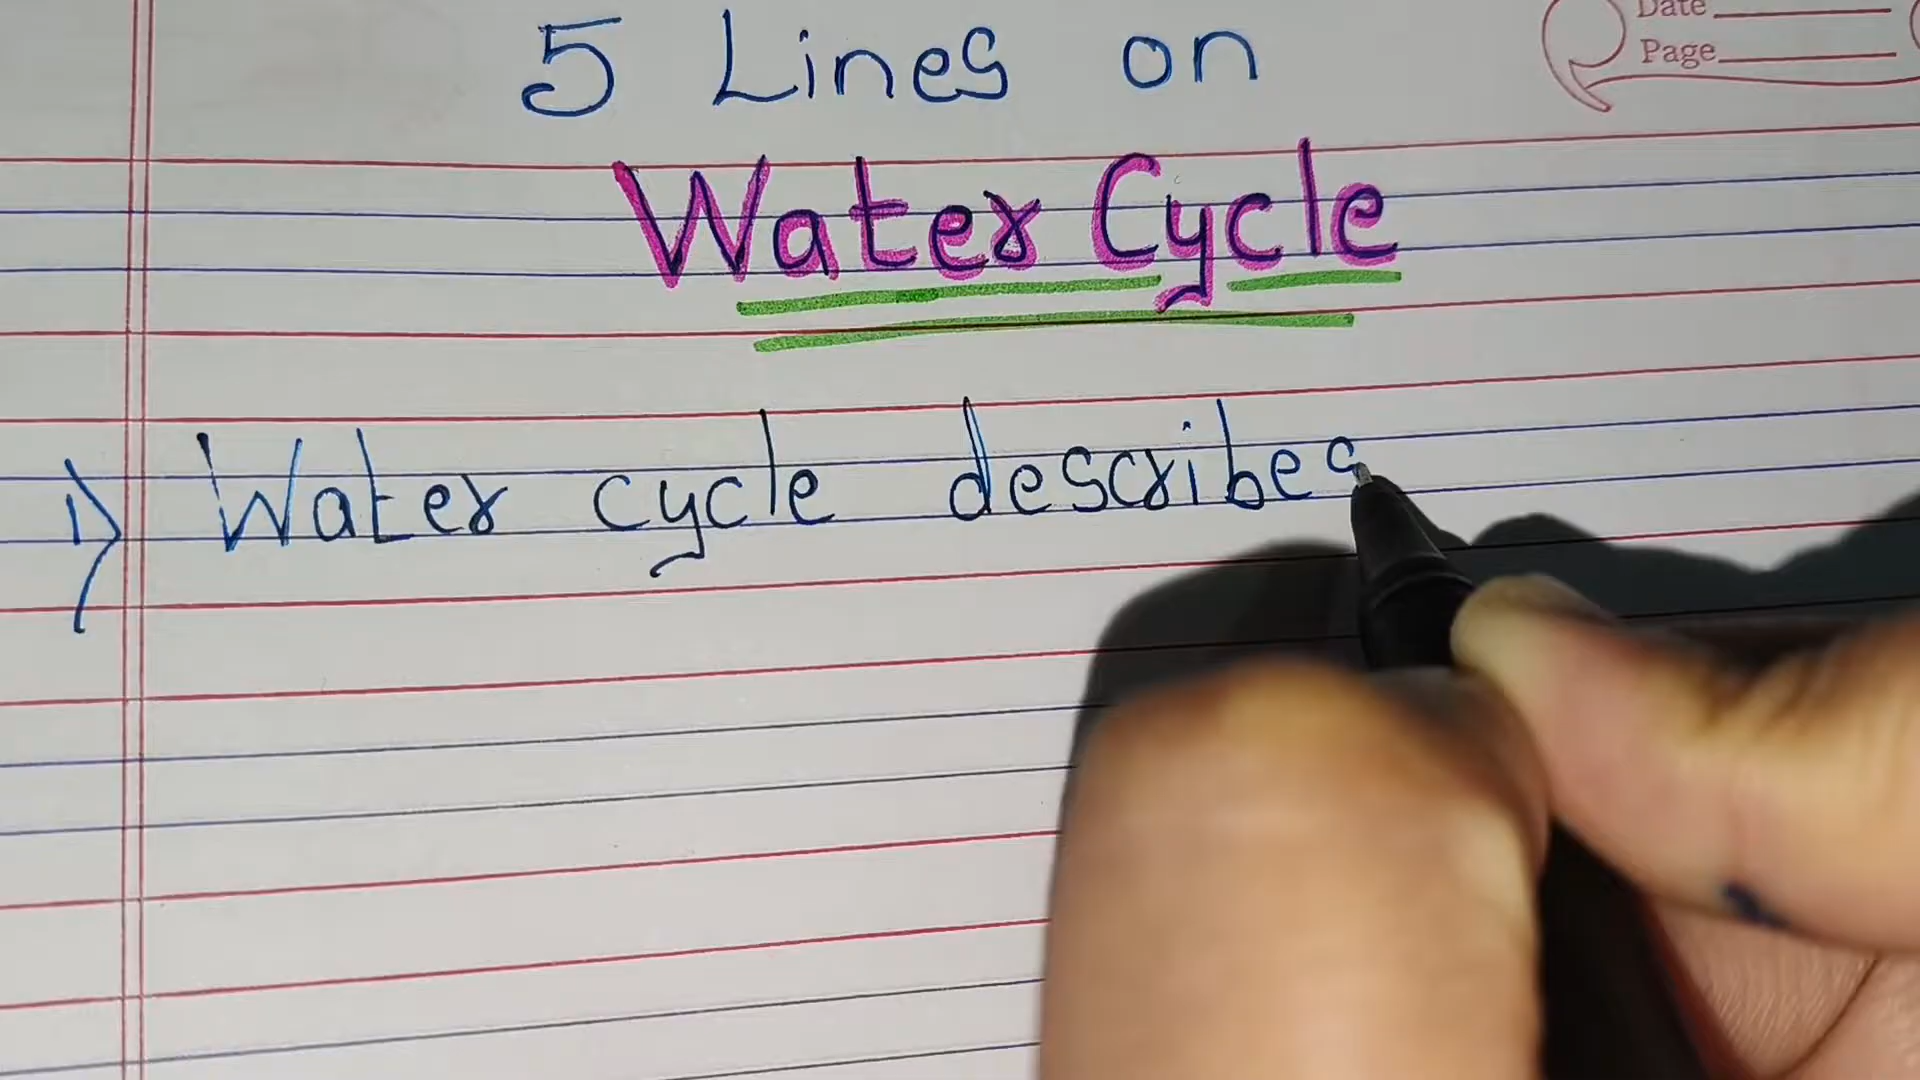 Date
Page
5 Lines on
Water Cycle
1) Water cycle describes